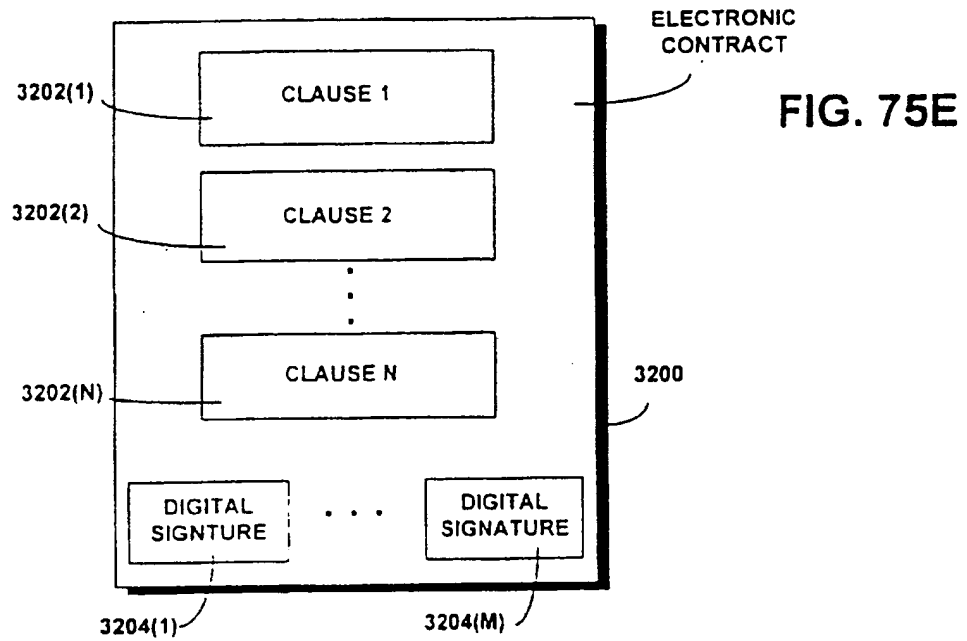 ELECTRONIC
CONTRACT
FIG. 75E
3202(1)
CLAUSE 1
3202(2)
CLAUSE 2
3202(N)
CLAUSE N
3200
DIGITAL
SIGNTURE
. . .
DIGITAL
SIGNATURE
3204(1)
3204(M)